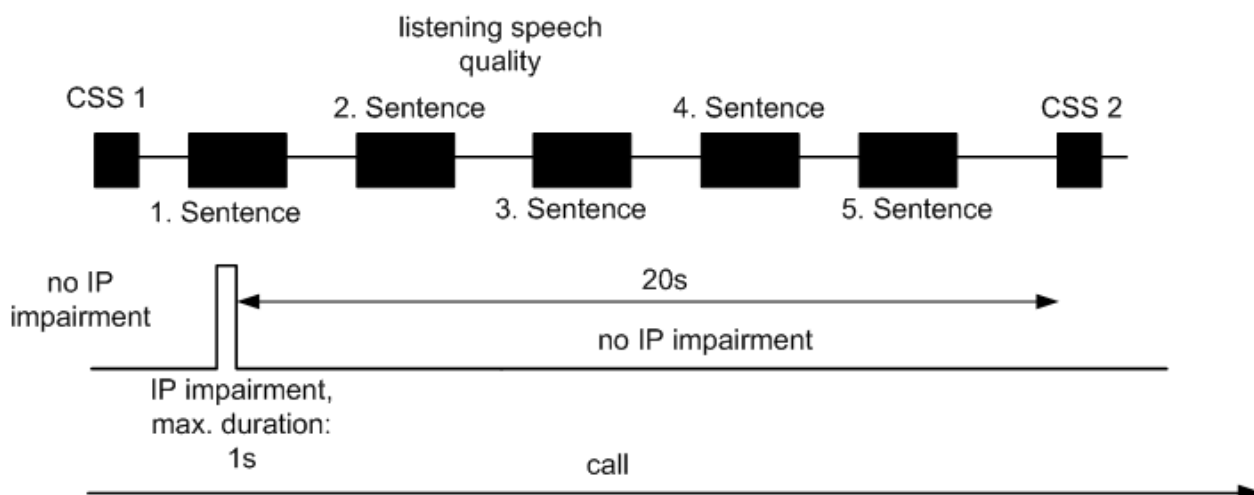 listening speech
quality
CSS 1
2. Sentence
4. Sentence
CSS 2
1. Sentence
3. Sentence
5. Sentence
no IP
impairment
20s
no IP impairment
IP impairment,
max. duration:
1s
call